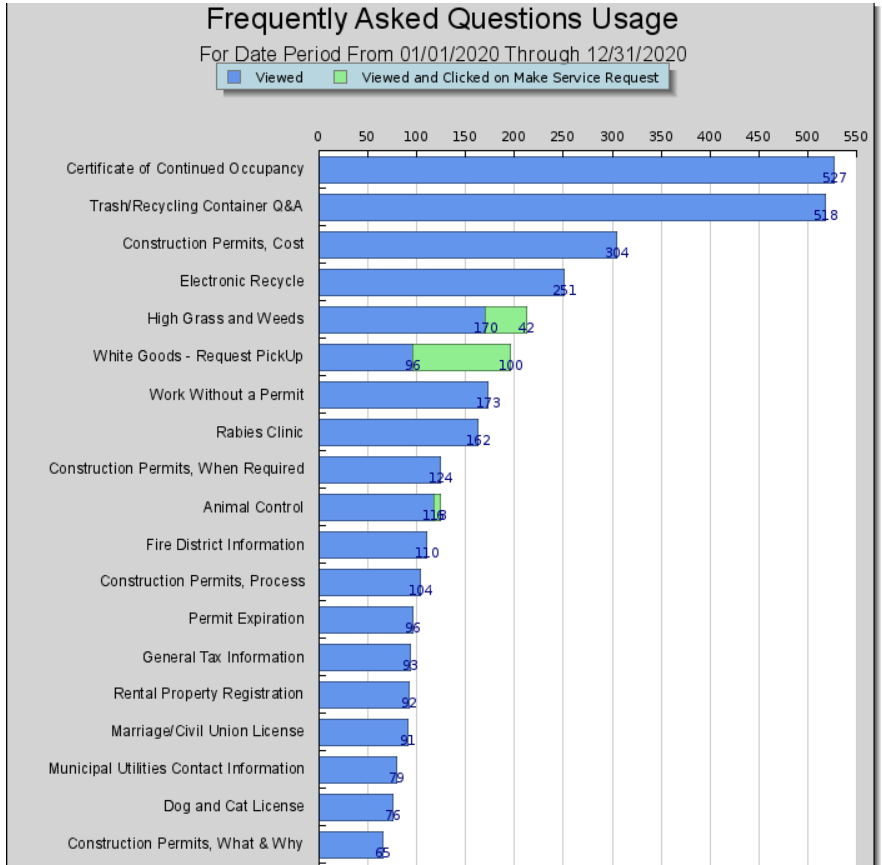 Frequently Asked Questions Usage
For Date Period From 01/01/2020 Through 12/31/2020
Viewed Viewed and Clicked on Make Service Request
0 50 100 150 200 250 300 350 400 450 500 550
Certificate of Continued Occupancy 527
Trash/Recycling Container Q&A 518
Construction Permits, Cost 304
Electronic Recycle 251
High Grass and Weeds 170 42
White Goods - Request PickUp 96 100
Work Without a Permit 173
Rabies Clinic 162
Construction Permits, When Required 124
Animal Control
Fire District Information 110
Construction Permits, Process 104
Permit Expiration 96
General Tax Information 93
Rental Property Registration 92
Marriage/Civil Union License 91
Municipal Utilities Contact Information 79
Dog and Cat License 76
Construction Permits, What & Why 65